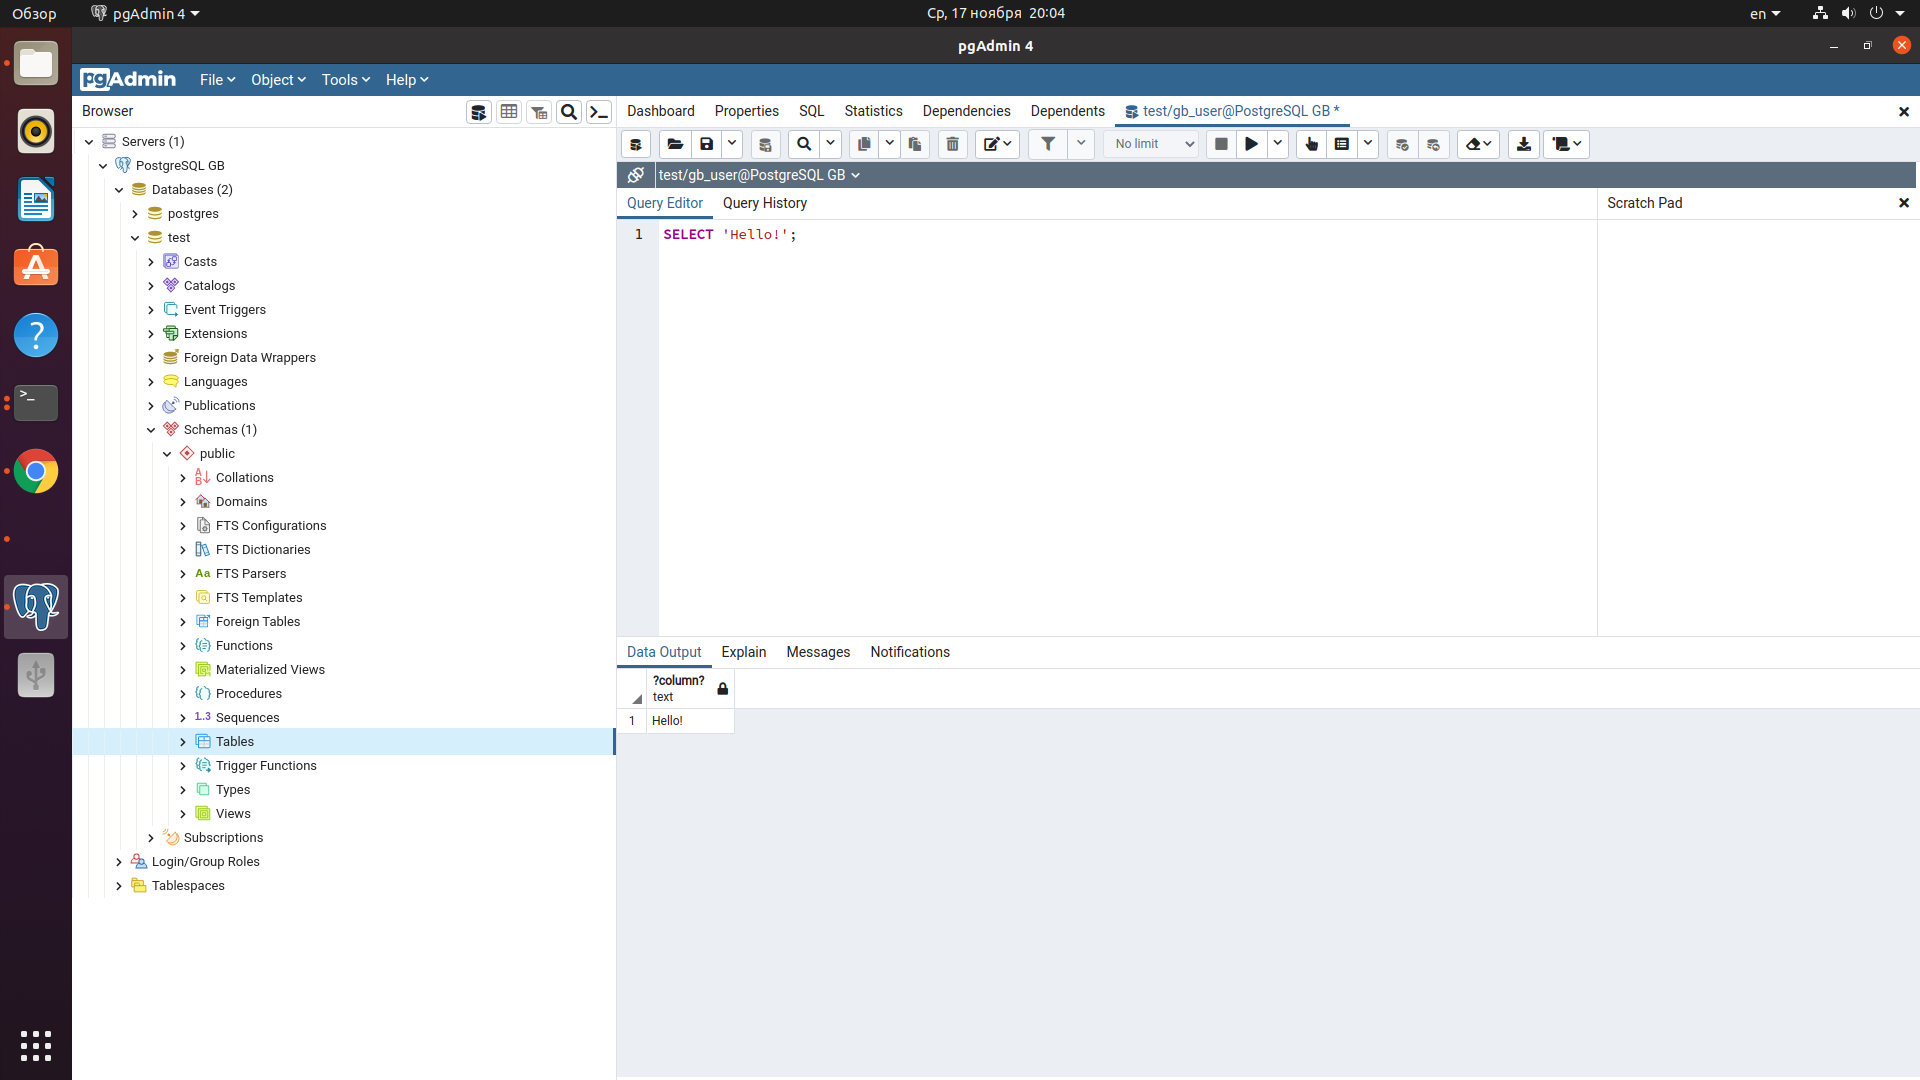 Обзор pgAdmin 4 Ср, 17 ноября 20:04 en
pgAdmin 4
pgAdmin File Object Tools Help
Browser
Servers (1)
PostgreSQL GB
Databases (2)
postgres
test
Casts
Catalogs
Event Triggers
Extensions
Foreign Data Wrappers
Languages
Publications
Schemas (1)
public
Collations
Domains
FTS Configurations
FTS Dictionaries
Aa FTS Parsers
FTS Templates
Foreign Tables
Functions
Materialized Views
Procedures
1..3 Sequences
Tables
Trigger Functions
Types
Views
Subscriptions
Login/Group Roles
Tablespaces
Dashboard Properties SQL Statistics Dependencies Dependents test/gb_user@PostgreSQL GB *
No limit
test/gb_user@PostgreSQL GB
Query Editor Query History Scratch Pad
1 SELECT 'Hello!';
Data Output Explain Messages Notifications
?column?
text
1 Hello!